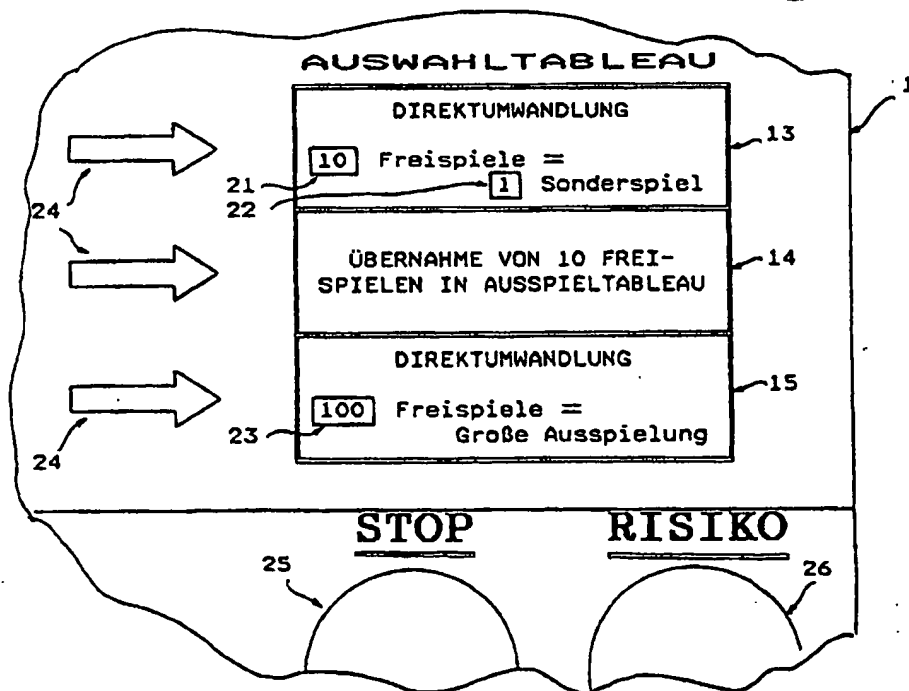 AUSWAHLTABLEAU
1
DIREKTUMWANDLUNG
13
10 Freispiele =
21
1 Sonderspiel
22
24
ÜBERNAHME VON 10 FREI-
14
SPIELEN IN AUSSPIELTABLEAU
DIREKTUMWANDLUNG
15
100 Freispiele =
23
Große Ausspielung
24
STOP RISIKO
25 26